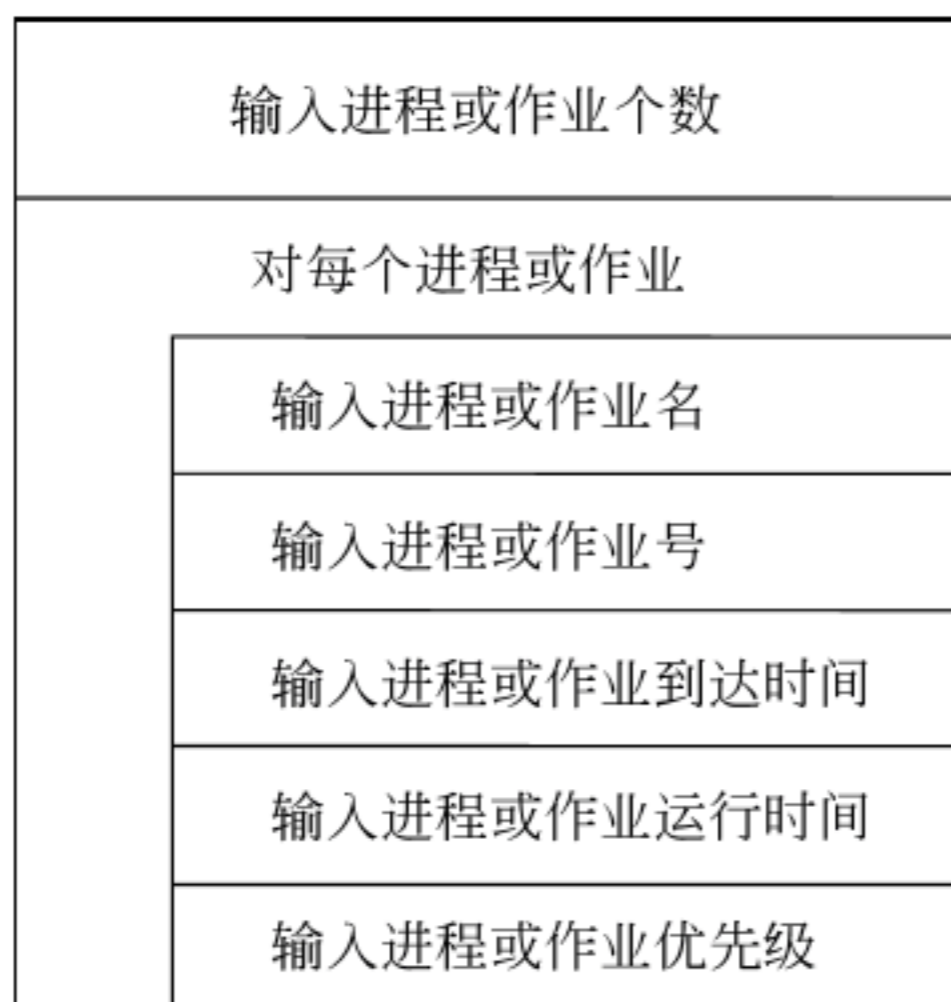 输入进程或作业个数
对每个进程或作业
输入进程或作业名
输入进程或作业号
输入进程或作业到达时间
输入进程或作业运行时间
输入进程或作业优先级